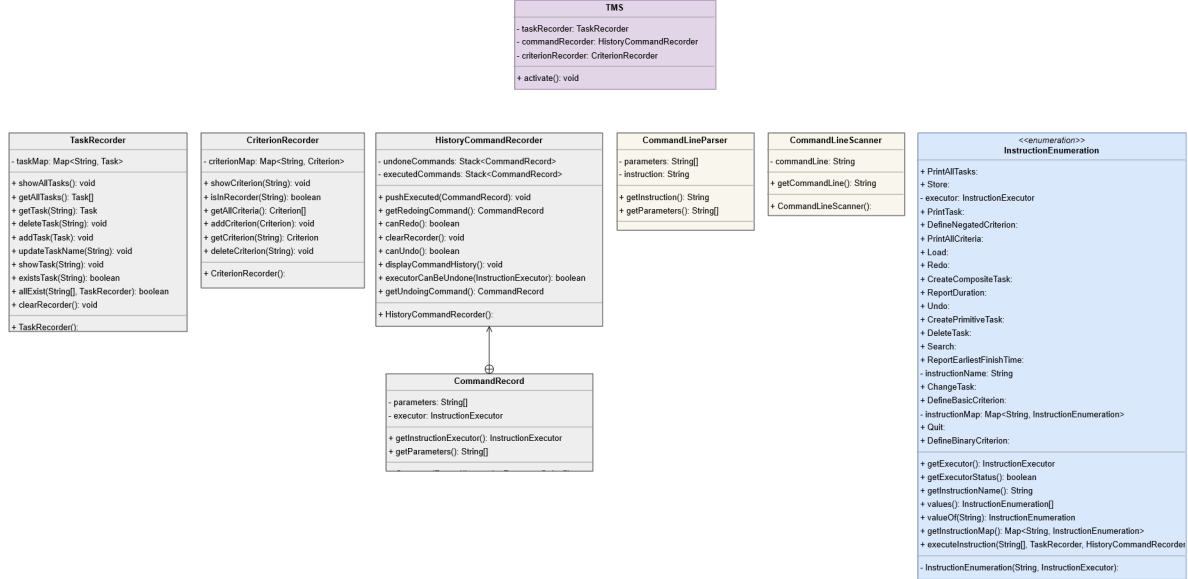 TMS
- taskRecorder: TaskRecorder
- commandRecorder: HistoryCommandRecorder
- criterionRecorder: CriterionRecorder
+ activate(): void
TaskRecorder
- taskMap: Map<String, Task>
+ showAllTasks(): void
+ getAllTasks(): Task[]
+ getTask(String): Task
+ deleteTask(String): void
+ addTask(Task): void
+ updateTaskName(String): void
+ showTask(String): void
+ existsTask(String): boolean
+ allExist(String[], TaskRecorder): boolean
+ clearRecorder(): void
+ TaskRecorder():
CriterionRecorder
- criterionMap: Map<String, Criterion>
+ showCriterion(String): void
+ isInRecorder(String): boolean
+ getAllCriteria(): Criterion[]
+ addCriterion(Criterion): void
+ getCriterion(String): Criterion
+ deleteCriterion(String): void
+ CriterionRecorder():
HistoryCommandRecorder
- undoneCommands: Stack<CommandRecord>
- executedCommands: Stack<CommandRecord>
+ pushExecuted(CommandRecord): void
+ getRedoingCommand(): CommandRecord
+ canRedo(): boolean
+ clearRecorder(): void
+ canUndo(): boolean
+ displayCommandHistory(): void
+ executorCanBeUndone(InstructionExecutor): boolean
+ getUndoingCommand(): CommandRecord
+ HistoryCommandRecorder():
CommandRecord
- parameters: String[]
- executor: InstructionExecutor
+ getInstructionExecutor(): InstructionExecutor
+ getParameters(): String[]
CommandLineParser
- parameters: String[]
- instruction: String
+ getInstruction(): String
+ getParameters(): String[]
CommandLineScanner
- commandLine: String
+ getCommandLine(): String
+ CommandLineScanner():
<<enumeration>>
InstructionEnumeration
+ PrintAllTasks:
+ Store:
- executor: InstructionExecutor
+ PrintTask:
+ DefineNegatedCriterion:
+ PrintAllCriteria:
+ Load:
+ Redo:
+ CreateCompositeTask:
+ ReportDuration:
+ Undo:
+ CreatePrimitiveTask:
+ DeleteTask:
+ Search:
+ ReportEarliestFinishTime:
- instructionName: String
+ ChangeTask:
+ DefineBasicCriterion:
- instructionMap: Map<String, InstructionEnumeration>
+ Quit:
+ DefineBinaryCriterion:
+ getExecutor(): InstructionExecutor
+ getExecutorStatus(): boolean
+ getInstructionName(): String
+ values(): InstructionEnumeration[]
+ valueOf(String): InstructionEnumeration
+ getInstructionMap(): Map<String, InstructionEnumeration>
+ executeInstruction(String[], TaskRecorder, HistoryCommandRecorder
- InstructionEnumeration(String, InstructionExecutor):